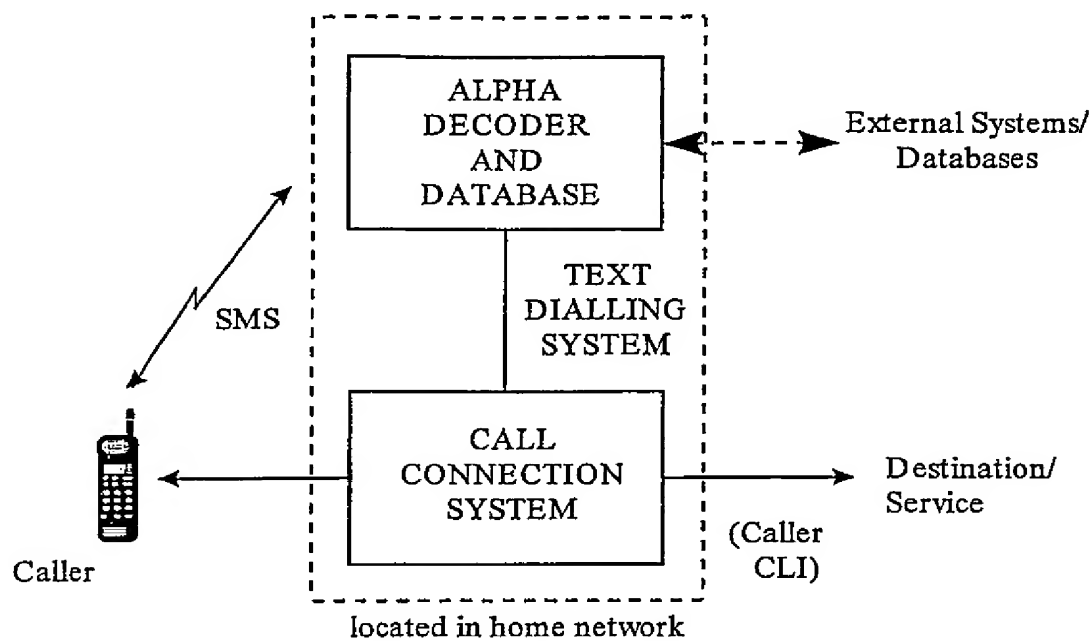 ALPHA
DECODER
AND
DATABASE
External Systems/
Databases
TEXT
DIALLING
SYSTEM
SMS
CALL
CONNECTION
SYSTEM
Destination/
Service
(Caller
CLI)
Caller
located in home network